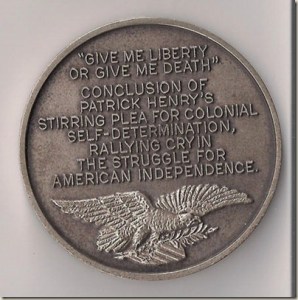 "GIVE ME LIBERTY
OR GIVE ME DEATH"
CONCLUSION OF
PATRICK HENRY'S
STIRRING PLEA FOR COLONIAL
SELF-DETERMINATION,
RALLYING CRY IN
THE STRUGGLE FOR
AMERICAN INDEPENDENCE.